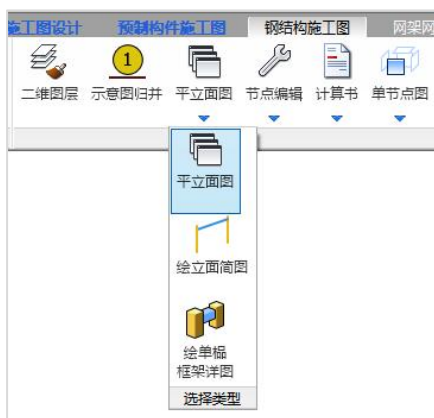 施工图设计 预制构件施工图 钢结构施工图 网架网
二维图层 示意图归并 平立面图 节点编辑 计算书 单节点图
1
平立面图
绘立面简图
绘单榀
框架详图
选择类型